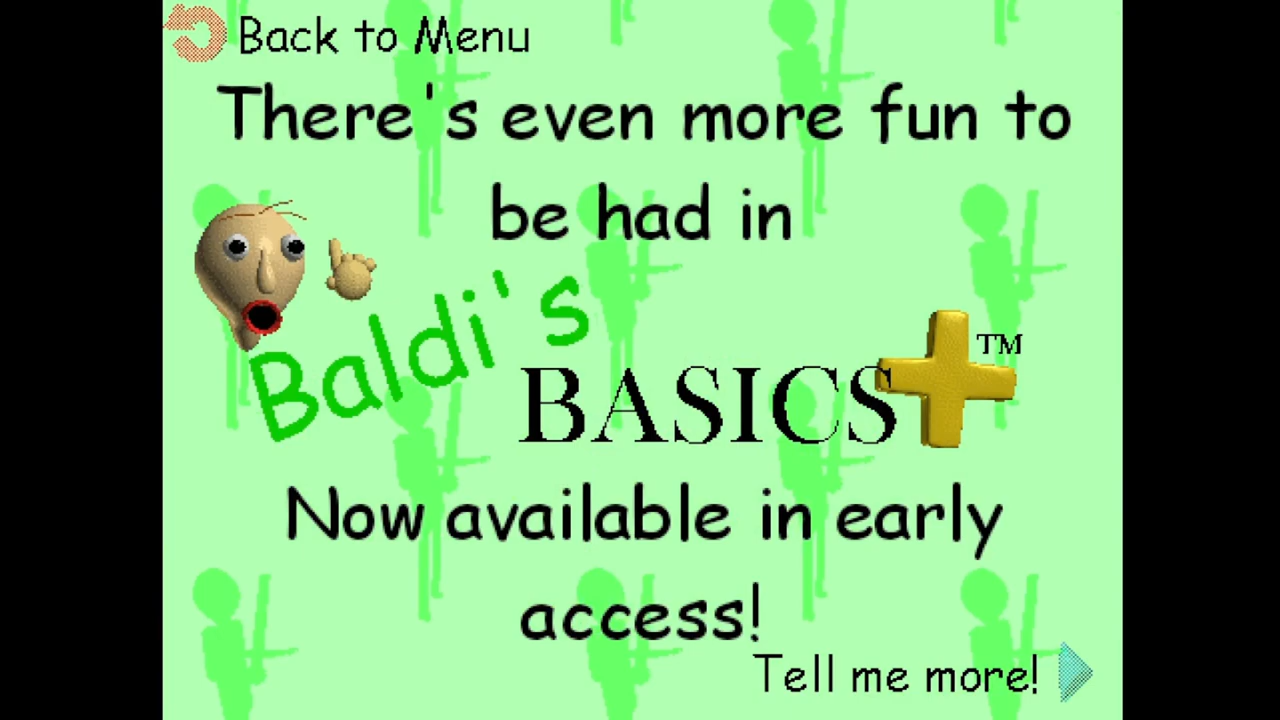 Back to Menu
There's even more fun to
be had in
Baldi's
BASICS
TM
Now available in early
access!
Tell me more!